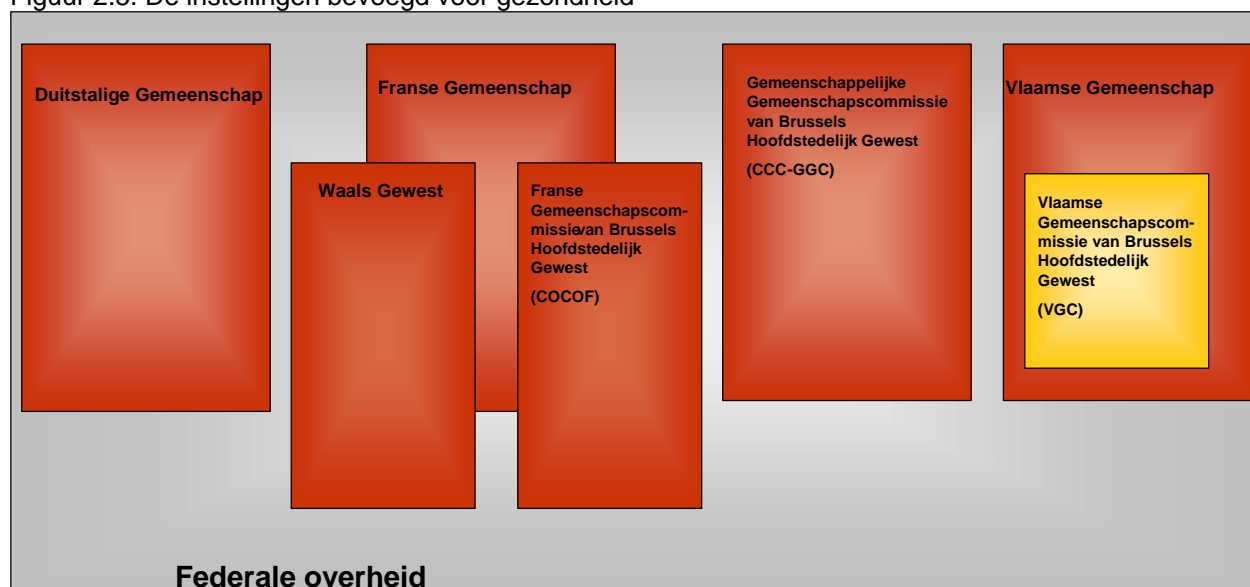 Figuur 2.3. De instellingen bevoegd voor gezondheid
Duitstalige Gemeenschap
Franse Gemeenschap
Waals Gewest
Franse
Gemeenschapscom-
missievan Brussels
Hoofdstedelijk
Gewest
(COCOF)
Gemeenschappelijke
Gemeenschapscommissie
van Brussels
Hoofdstedelijk Gewest
(CCC-GGC)
Vlaamse Gemeenschap
Vlaamse
Gemeenschapscom-
missie van Brussels
Hoofdstedelijk
Gewest
(VGC)
Federale overheid